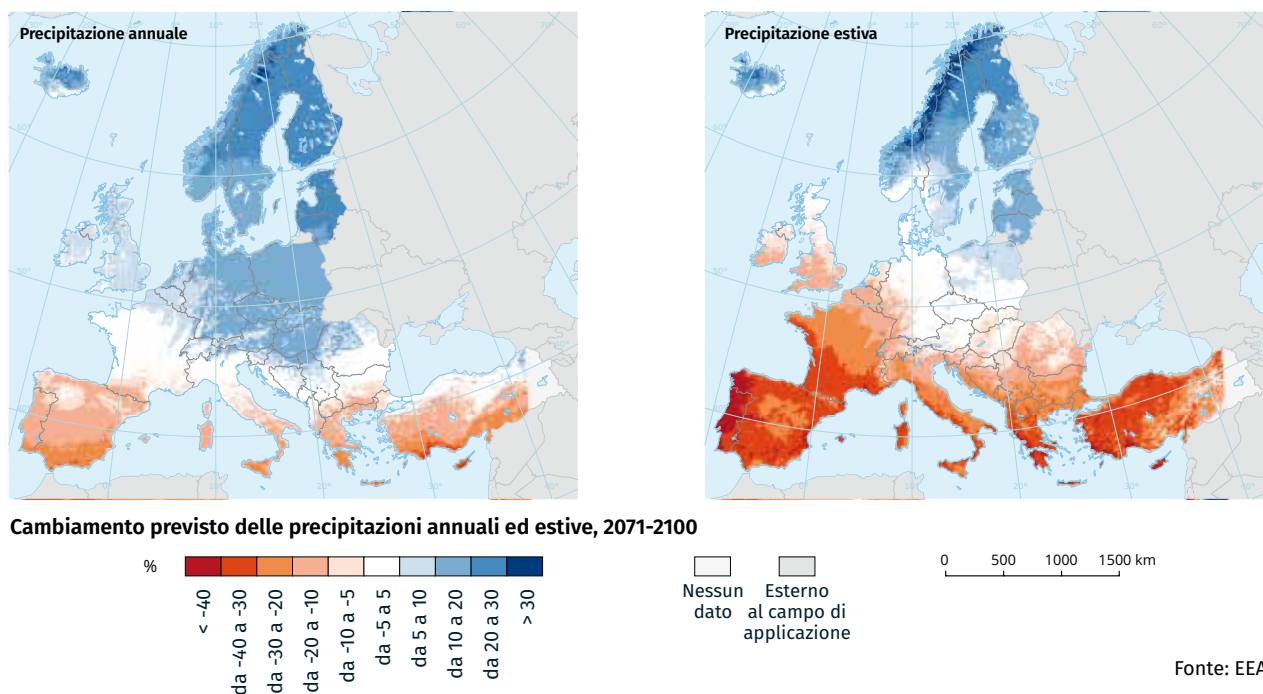 Precipitazione annuale
Precipitazione estiva
Cambiamento previsto delle precipitazioni annuali ed estive, 2071-2100
%
< -40
da -40 a -30
da -30 a -20
da -20 a -10
da -10 a -5
da -5 a 5
da 5 a 10
da 10 a 20
da 20 a 30
> 30
Nessun
dato
Esterno
al campo di
applicazione
0 500 1000 1500 km
Fonte: EEA